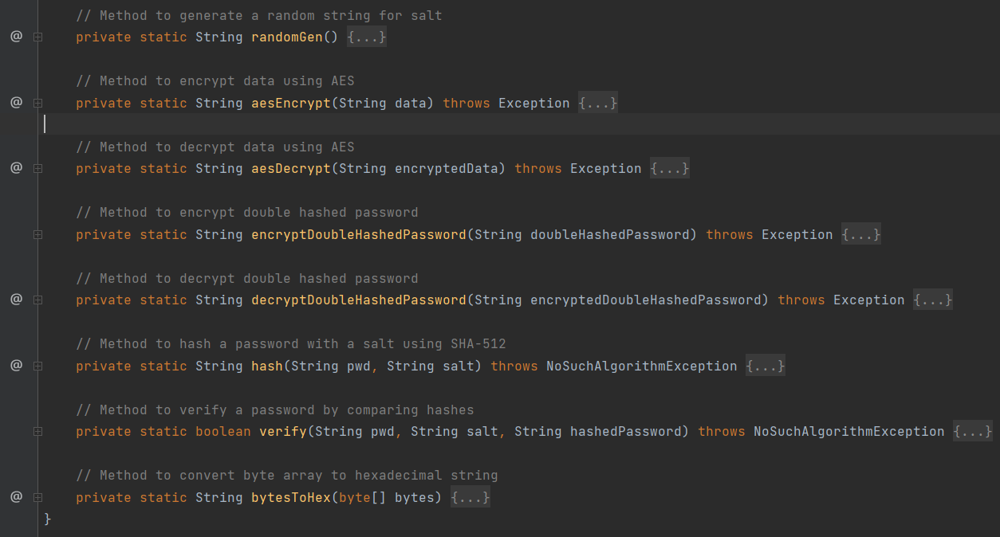 // Method to generate a random string for salt
@ private static String randomGen() {...}
// Method to encrypt data using AES
@ private static String aesEncrypt(String data) throws Exception {...}
// Method to decrypt data using AES
@ private static String aesDecrypt(String encryptedData) throws Exception {...}
// Method to encrypt double hashed password
private static String encryptDoubleHashedPassword(String doubleHashedPassword) throws Exception {...}
// Method to decrypt double hashed password
@ private static String decryptDoubleHashedPassword(String encryptedDoubleHashedPassword) throws Exception {...}
// Method to hash a password with a salt using SHA-512
@ private static String hash(String pwd, String salt) throws NoSuchAlgorithmException {...}
// Method to verify a password by comparing hashes
private static boolean verify(String pwd, String salt, String hashedPassword) throws NoSuchAlgorithmException {...}
// Method to convert byte array to hexadecimal string
@ private static String bytesToHex(byte[] bytes) {...}
}